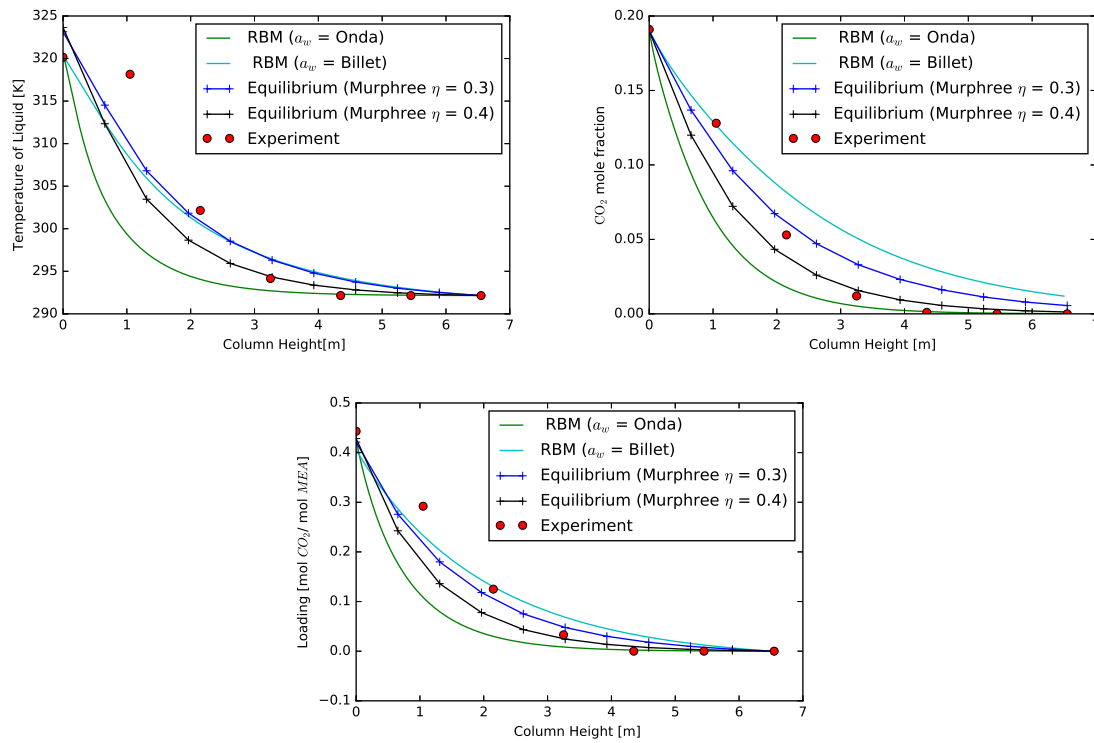 325
320
315
310
305
300
295
290
Temperature of Liquid [K]
0 1 2 3 4 5 6 7
Column Height[m]
RBM (a_w = Onda)
RBM (a_w = Billet)
Equilibrium (Murphree η = 0.3)
Equilibrium (Murphree η = 0.4)
Experiment
0.20
0.15
0.10
0.05
0.00
CO₂ mole fraction
0 1 2 3 4 5 6 7
Column Height [m]
RBM (a_w = Onda)
RBM (a_w = Billet)
Equilibrium (Murphree η = 0.3)
Equilibrium (Murphree η = 0.4)
Experiment
0.5
0.4
0.3
0.2
0.1
0.0
−0.1
Loading [mol CO₂/ mol MEA]
0 1 2 3 4 5 6 7
Column Height [m]
RBM (a_w = Onda)
RBM (a_w = Billet)
Equilibrium (Murphree η = 0.3)
Equilibrium (Murphree η = 0.4)
Experiment